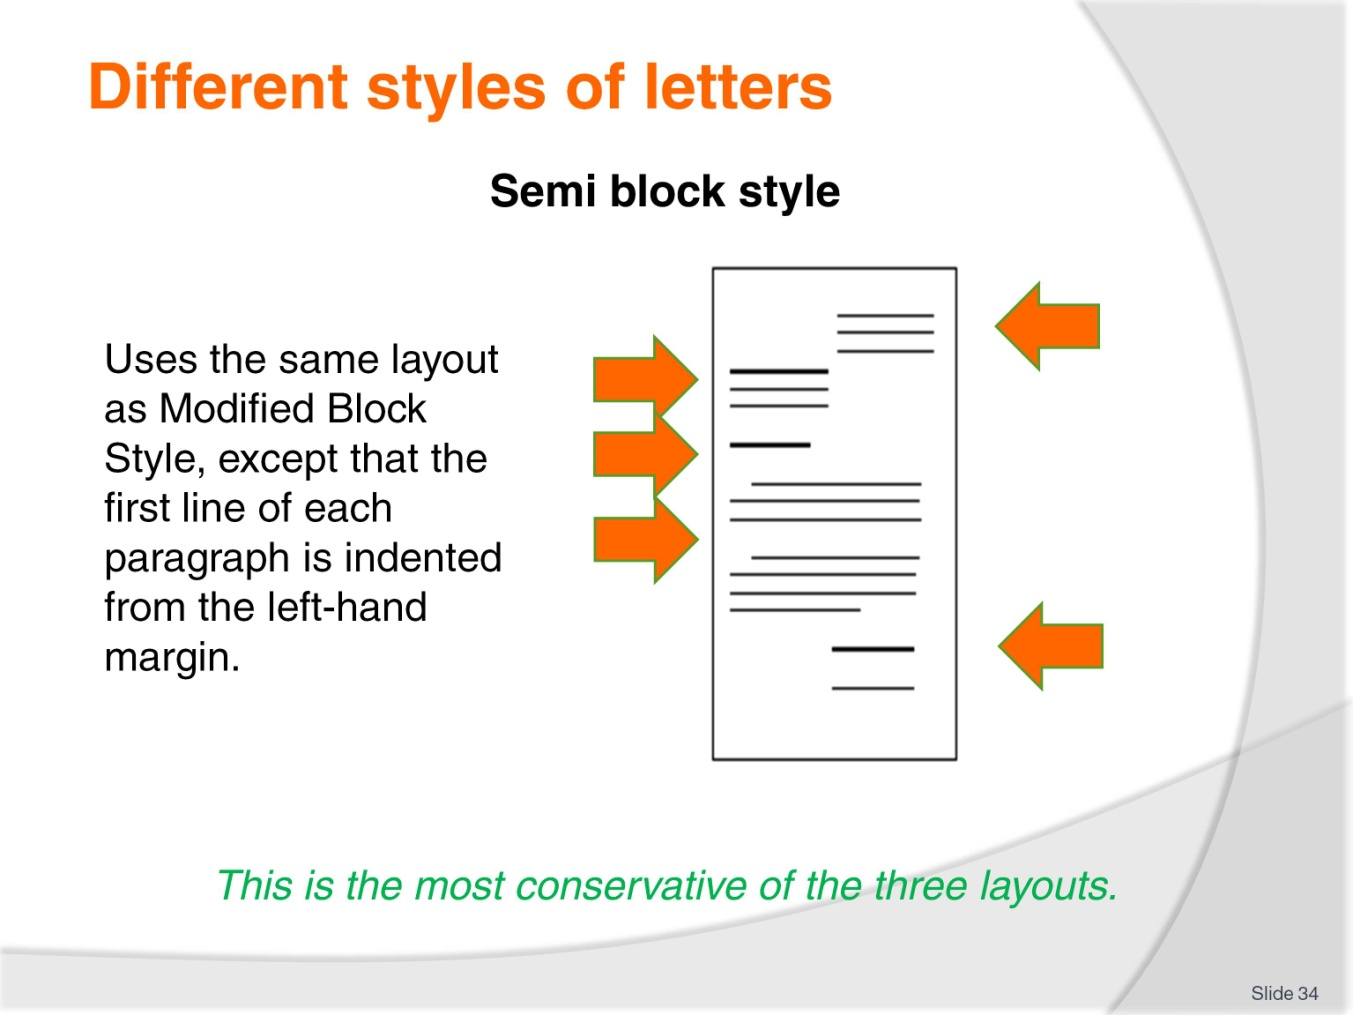 Different styles of letters
Semi block style
Uses the same layout
as Modified Block
Style, except that the
first line of each
paragraph is indented
from the left-hand
margin.
This is the most conservative of the three layouts.
Slide 34